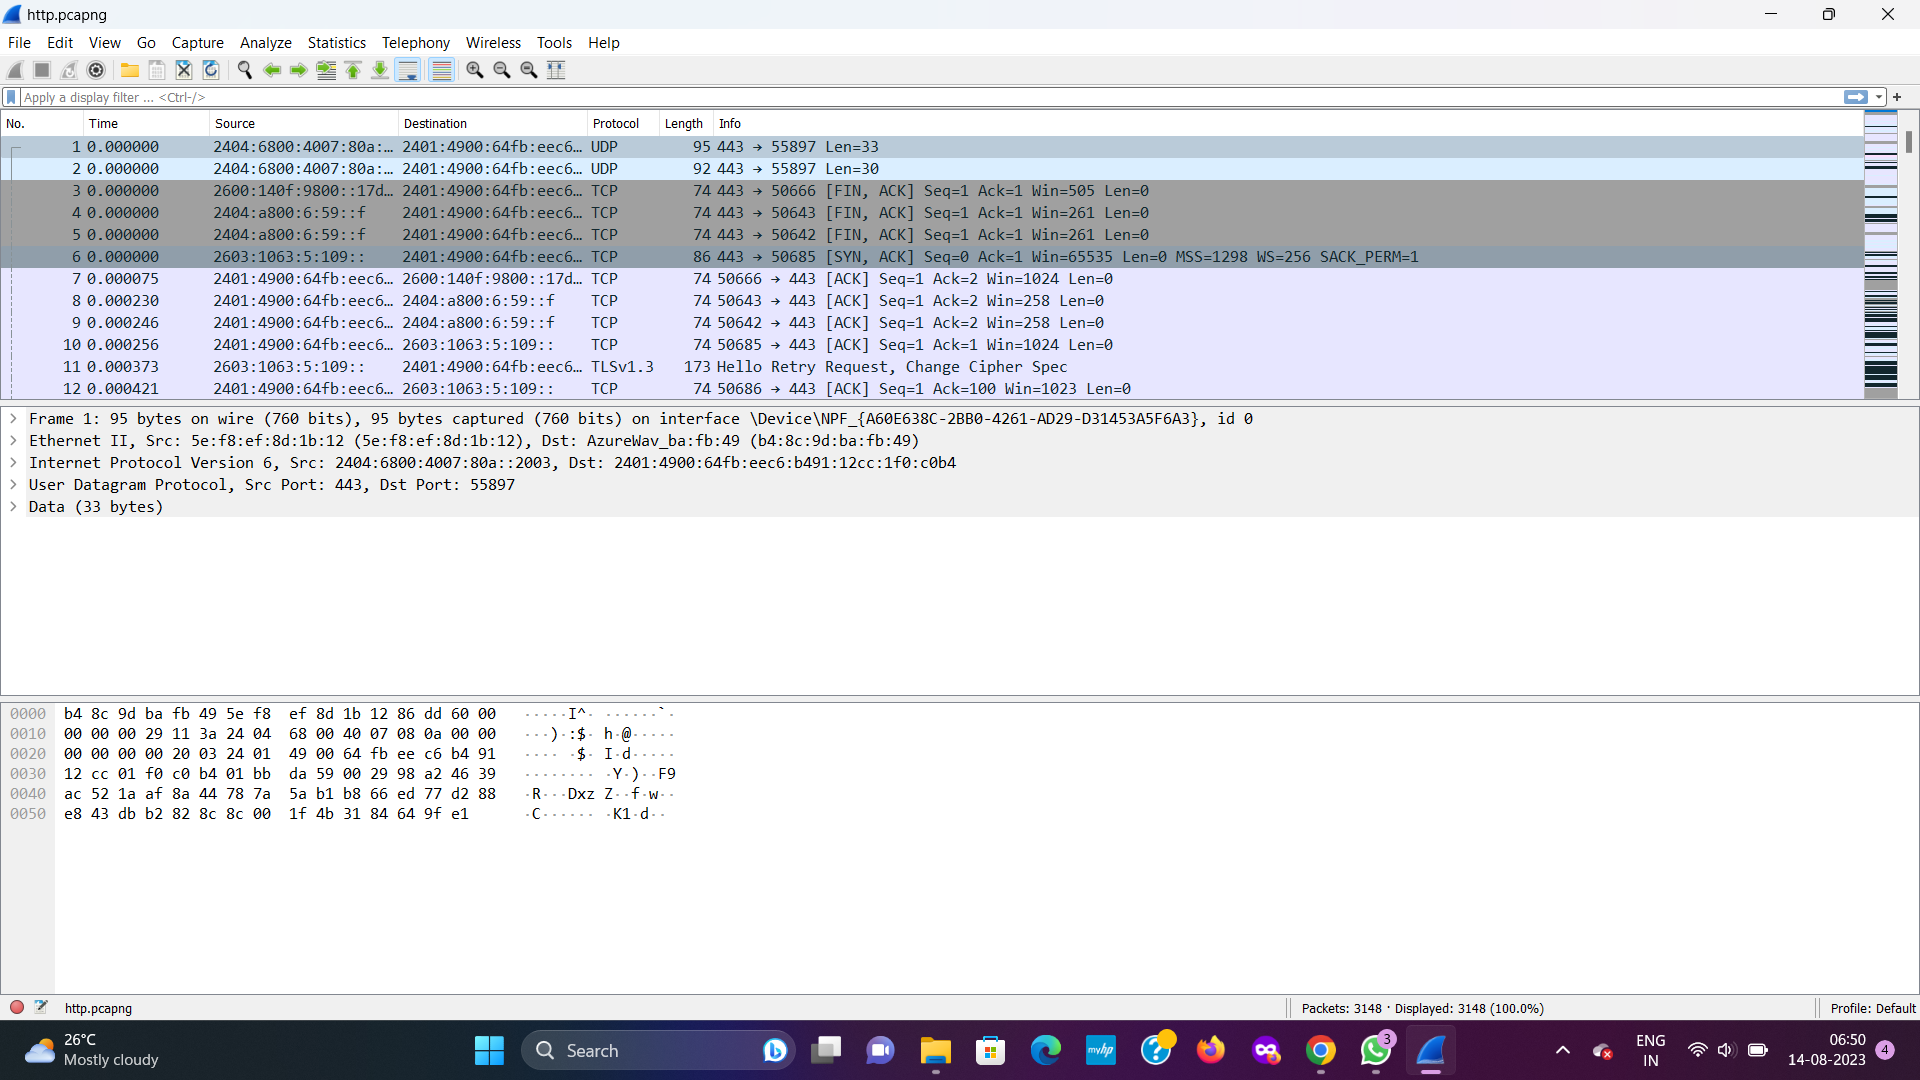 http.pcapng
File Edit View Go Capture Analyze Statistics Telephony Wireless Tools Help
Apply a display filter ... <Ctrl-/>
No. Time Source Destination Protocol Length Info
1 0.000000 2404:6800:4007:80a:… 2401:4900:64fb:eec6… UDP 95 443 → 55897 Len=33
2 0.000000 2404:6800:4007:80a:… 2401:4900:64fb:eec6… UDP 92 443 → 55897 Len=30
3 0.000000 2600:140f:9800::17d… 2401:4900:64fb:eec6… TCP 74 443 → 50666 [FIN, ACK] Seq=1 Ack=1 Win=505 Len=0
4 0.000000 2404:a800:6:59::f 2401:4900:64fb:eec6… TCP 74 443 → 50643 [FIN, ACK] Seq=1 Ack=1 Win=261 Len=0
5 0.000000 2404:a800:6:59::f 2401:4900:64fb:eec6… TCP 74 443 → 50642 [FIN, ACK] Seq=1 Ack=1 Win=261 Len=0
6 0.000000 2603:1063:5:109:: 2401:4900:64fb:eec6… TCP 86 443 → 50685 [SYN, ACK] Seq=0 Ack=1 Win=65535 Len=0 MSS=1298 WS=256 SACK_PERM=1
7 0.000075 2401:4900:64fb:eec6… 2600:140f:9800::17d… TCP 74 50666 → 443 [ACK] Seq=1 Ack=2 Win=1024 Len=0
8 0.000230 2401:4900:64fb:eec6… 2404:a800:6:59::f TCP 74 50643 → 443 [ACK] Seq=1 Ack=2 Win=258 Len=0
9 0.000246 2401:4900:64fb:eec6… 2404:a800:6:59::f TCP 74 50642 → 443 [ACK] Seq=1 Ack=2 Win=258 Len=0
10 0.000256 2401:4900:64fb:eec6… 2603:1063:5:109:: TCP 74 50685 → 443 [ACK] Seq=1 Ack=1 Win=1024 Len=0
11 0.000373 2603:1063:5:109:: 2401:4900:64fb:eec6… TLSv1.3 173 Hello Retry Request, Change Cipher Spec
12 0.000421 2401:4900:64fb:eec6… 2603:1063:5:109:: TCP 74 50686 → 443 [ACK] Seq=1 Ack=100 Win=1023 Len=0
Frame 1: 95 bytes on wire (760 bits), 95 bytes captured (760 bits) on interface \Device\NPF_{A60E638C-2BB0-4261-AD29-D31453A5F6A3}, id 0
Ethernet II, Src: 5e:f8:ef:8d:1b:12 (5e:f8:ef:8d:1b:12), Dst: AzureWav_ba:fb:49 (b4:8c:9d:ba:fb:49)
Internet Protocol Version 6, Src: 2404:6800:4007:80a::2003, Dst: 2401:4900:64fb:eec6:b491:12cc:1f0:c0b4
User Datagram Protocol, Src Port: 443, Dst Port: 55897
Data (33 bytes)
0000 b4 8c 9d ba fb 49 5e f8 ef 8d 1b 12 86 dd 60 00 ·····I^· ······`·
0010 00 00 00 29 11 3a 24 04 68 00 40 07 08 0a 00 00 ···)·:$· h·@·····
0020 00 00 00 00 20 03 24 01 49 00 64 fb ee c6 b4 91 ···· ·$· I·d·····
0030 12 cc 01 f0 c0 b4 01 bb da 59 00 29 98 a2 46 39 ········ ·Y·)··F9
0040 ac 52 1a af 8a 44 78 7a 5a b1 b8 66 ed 77 d2 88 ·R···Dxz Z··f·w··
0050 e8 43 db b2 82 8c 8c 00 1f 4b 31 84 64 9f e1 ·C······ ·K1·d··
http.pcapng Packets: 3148 · Displayed: 3148 (100.0%) Profile: Default
26°C
Mostly cloudy
Search
myhp
3
ENG
IN
06:50
14-08-2023
4